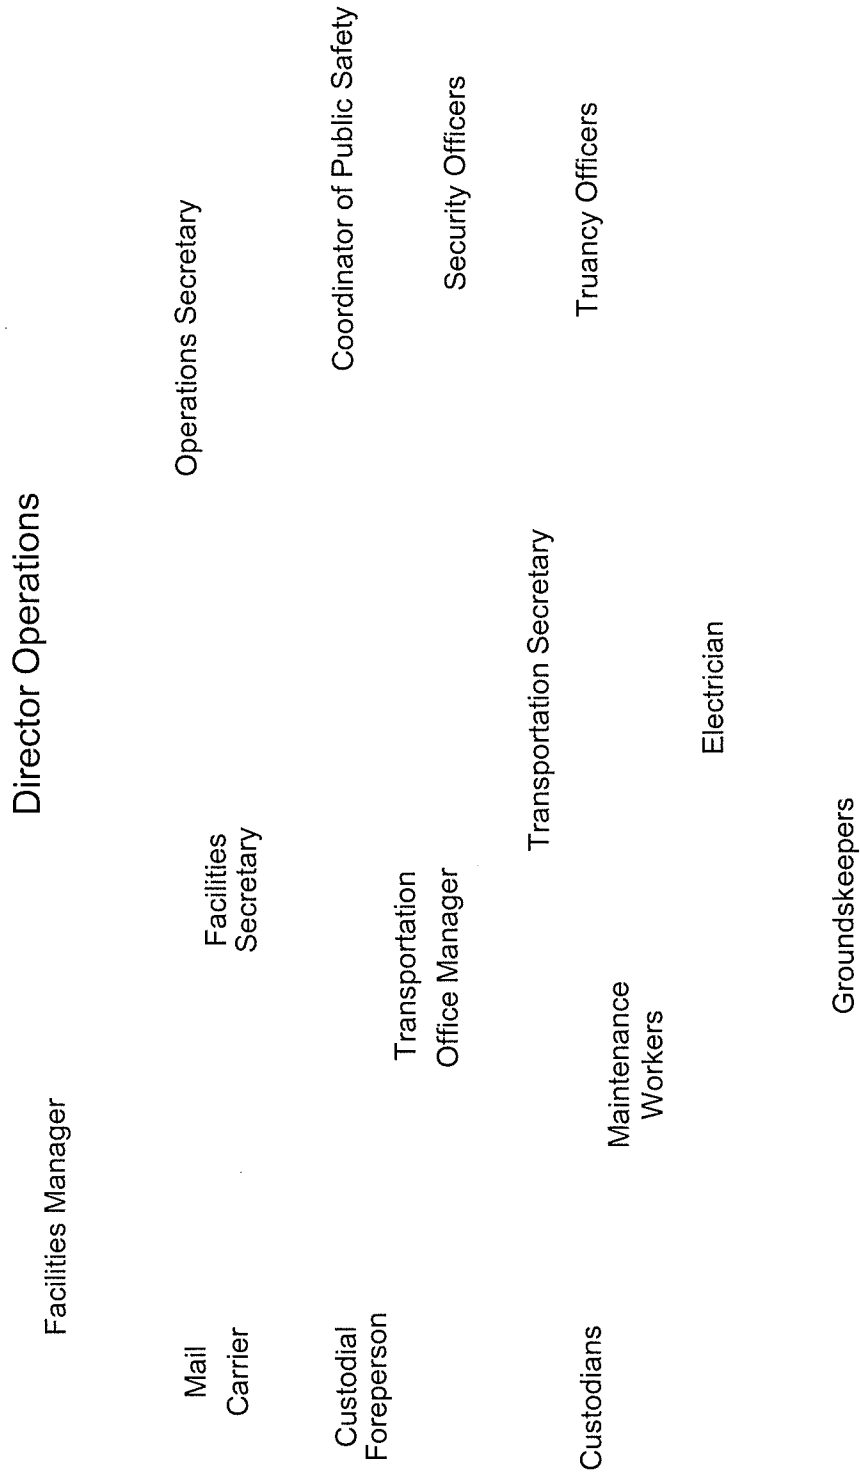 Director Operations
Facilities Manager
Mail
Carrier
Facilities
Secretary
Operations Secretary
Custodial
Foreperson
Coordinator of Public Safety
Transportation
Office Manager
Security Officers
Transportation Secretary
Custodians
Truancy Officers
Maintenance
Workers
Electrician
Groundskeepers